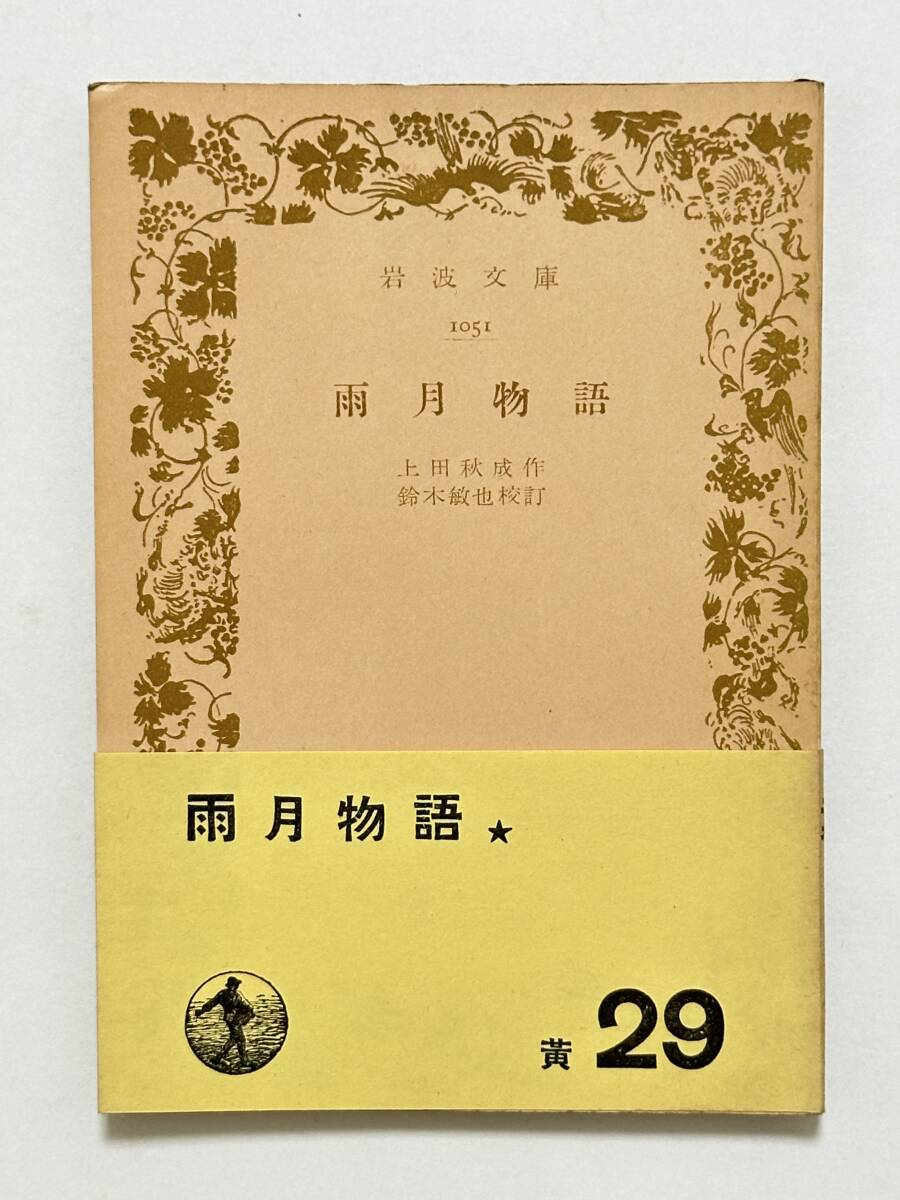 岩波文庫
1051
雨月物語
上田秋成作
鈴木敏也校訂
雨月物語★
黃 29